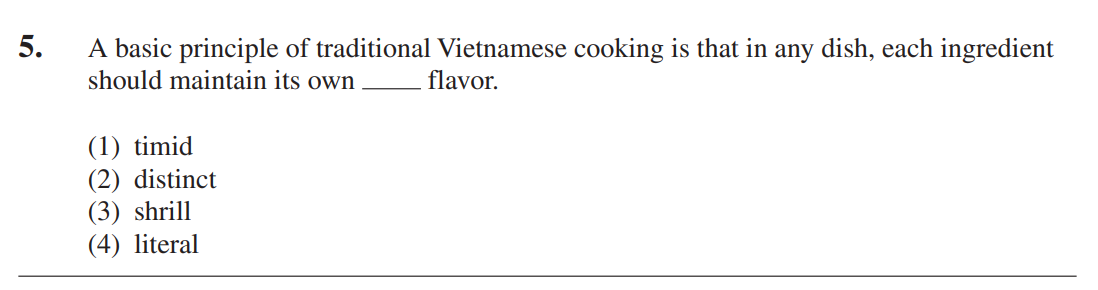 5. A basic principle of traditional Vietnamese cooking is that in any dish, each ingredient
should maintain its own ____ flavor.
(1) timid
(2) distinct
(3) shrill
(4) literal